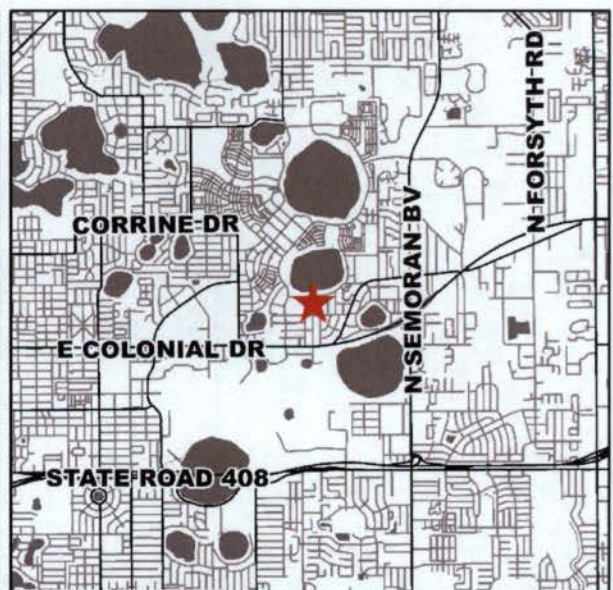 N FORSYTH RD
CORRINE DR
N SEMORAN BV
E COLONIAL DR
STATE ROAD 408